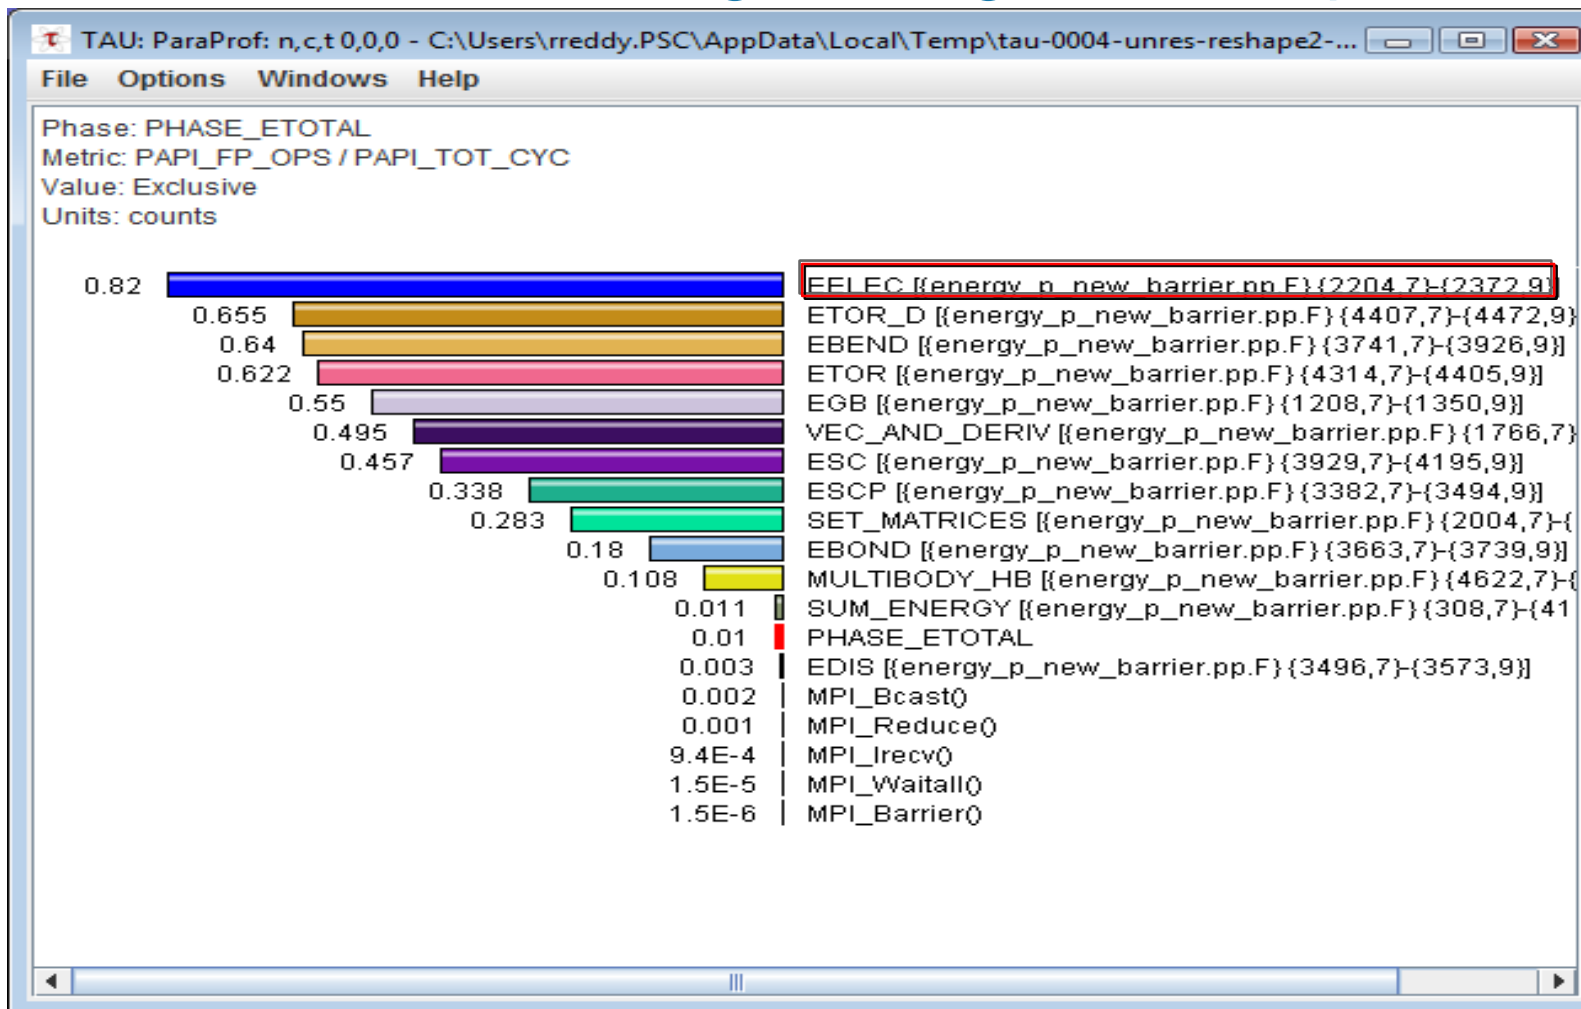 TAU: ParaProf: n,c,t 0,0,0 - C:\Users\rreddy.PSC\AppData\Local\Temp\tau-0004-unres-reshape2-...
File Options Windows Help
Phase: PHASE_ETOTAL
Metric: PAPI_FP_OPS / PAPI_TOT_CYC
Value: Exclusive
Units: counts
0.82 EELEC [{energy_p_new_barrier.pp.F} {2204,7}-{2372,9}]
0.655 ETOR_D [{energy_p_new_barrier.pp.F} {4407,7}-{4472,9}
0.64 EBEND [{energy_p_new_barrier.pp.F} {3741,7}-{3926,9}]
0.622 ETOR [{energy_p_new_barrier.pp.F} {4314,7}-{4405,9}]
0.55 EGB [{energy_p_new_barrier.pp.F} {1208,7}-{1350,9}]
0.495 VEC_AND_DERIV [{energy_p_new_barrier.pp.F} {1766,7}
0.457 ESC [{energy_p_new_barrier.pp.F} {3929,7}-{4195,9}]
0.338 ESCP [{energy_p_new_barrier.pp.F} {3382,7}-{3494,9}]
0.283 SET_MATRICES [{energy_p_new_barrier.pp.F} {2004,7}-{
0.18 EBOND [{energy_p_new_barrier.pp.F} {3663,7}-{3739,9}]
0.108 MULTIBODY_HB [{energy_p_new_barrier.pp.F} {4622,7}-{
0.011 SUM_ENERGY [{energy_p_new_barrier.pp.F} {308,7}-{41
0.01 PHASE_ETOTAL
0.003 EDIS [{energy_p_new_barrier.pp.F} {3496,7}-{3573,9}]
0.002 MPI_Bcast()
0.001 MPI_Reduce()
9.4E-4 MPI_Irecv()
1.5E-5 MPI_Waitall()
1.5E-6 MPI_Barrier()